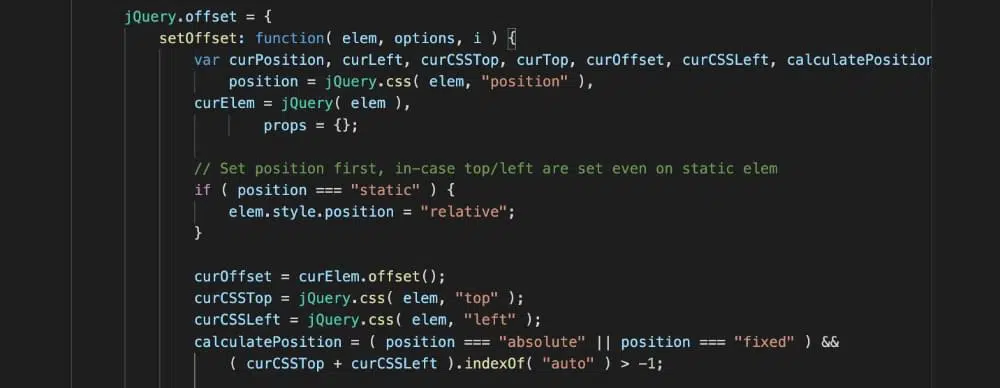 jQuery.offset = {
setOffset: function( elem, options, i ) {
var curPosition, curLeft, curCSSTop, curTop, curOffset, curCSSLeft, calculatePosition
position = jQuery.css( elem, "position" ),
curElem = jQuery( elem ),
props = {};
// Set position first, in-case top/left are set even on static elem
if ( position === "static" ) {
elem.style.position = "relative";
}
curOffset = curElem.offset();
curCSSTop = jQuery.css( elem, "top" );
curCSSLeft = jQuery.css( elem, "left" );
calculatePosition = ( position === "absolute" || position === "fixed" ) &&
( curCSSTop + curCSSLeft ).indexOf( "auto" ) > -1;